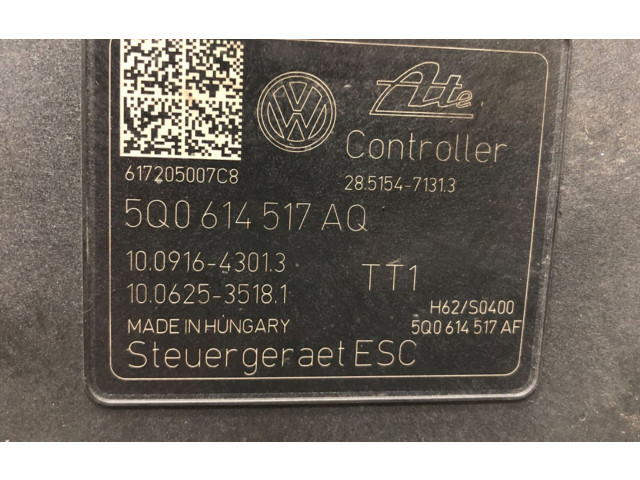 VW Ate
Controller
617205007C8 28.5154-7131.3
5Q0 614 517 AQ
10.0916-4301.3
TT1
10.0625-3518.1
H62/S0400
MADE IN HUNGARY 5Q0 614 517 AF
Steuergeraet ESC